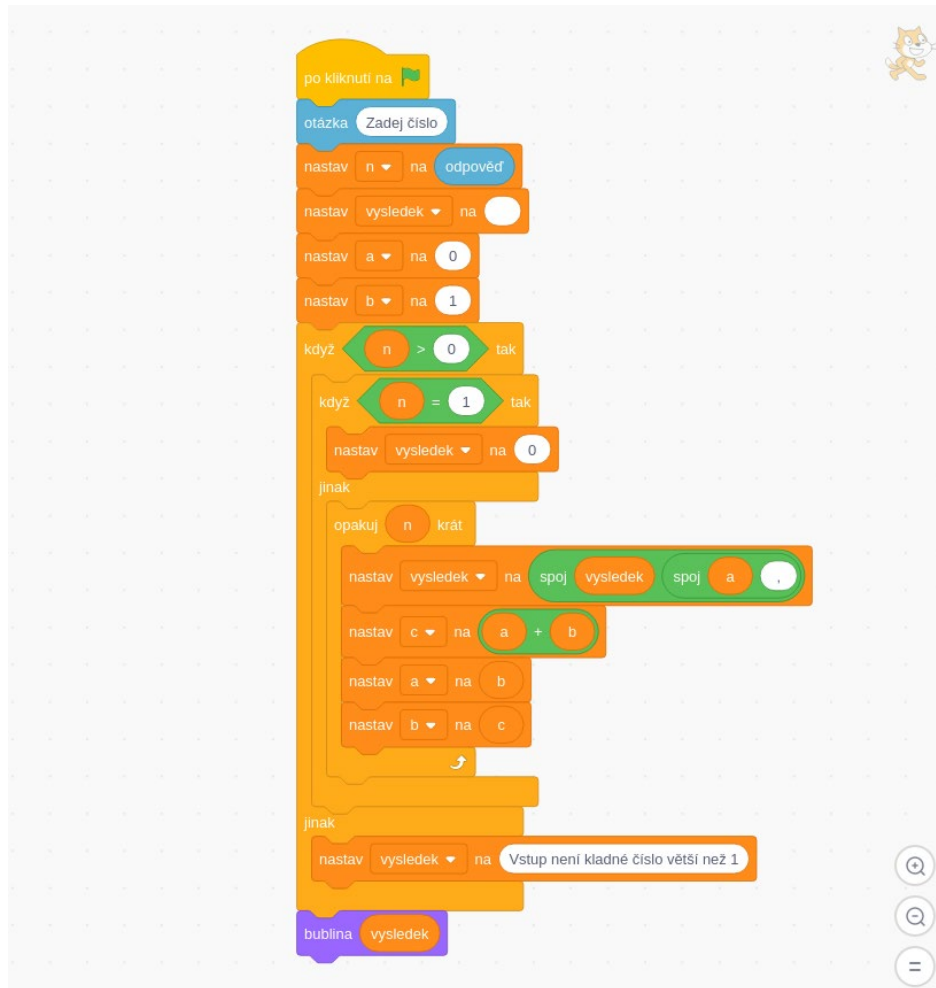 po kliknutí na
otázka Zadej číslo
nastav n na odpověď
nastav vysledek na
nastav a na 0
nastav b na 1
když n > 0 tak
když n = 1 tak
nastav vysledek na 0
jinak
opakuj n krát
nastav vysledek na spoj vysledek spoj a ,
nastav c na a + b
nastav a na b
nastav b na c
jinak
nastav vysledek na Vstup není kladné číslo větší než 1
bublina vysledek